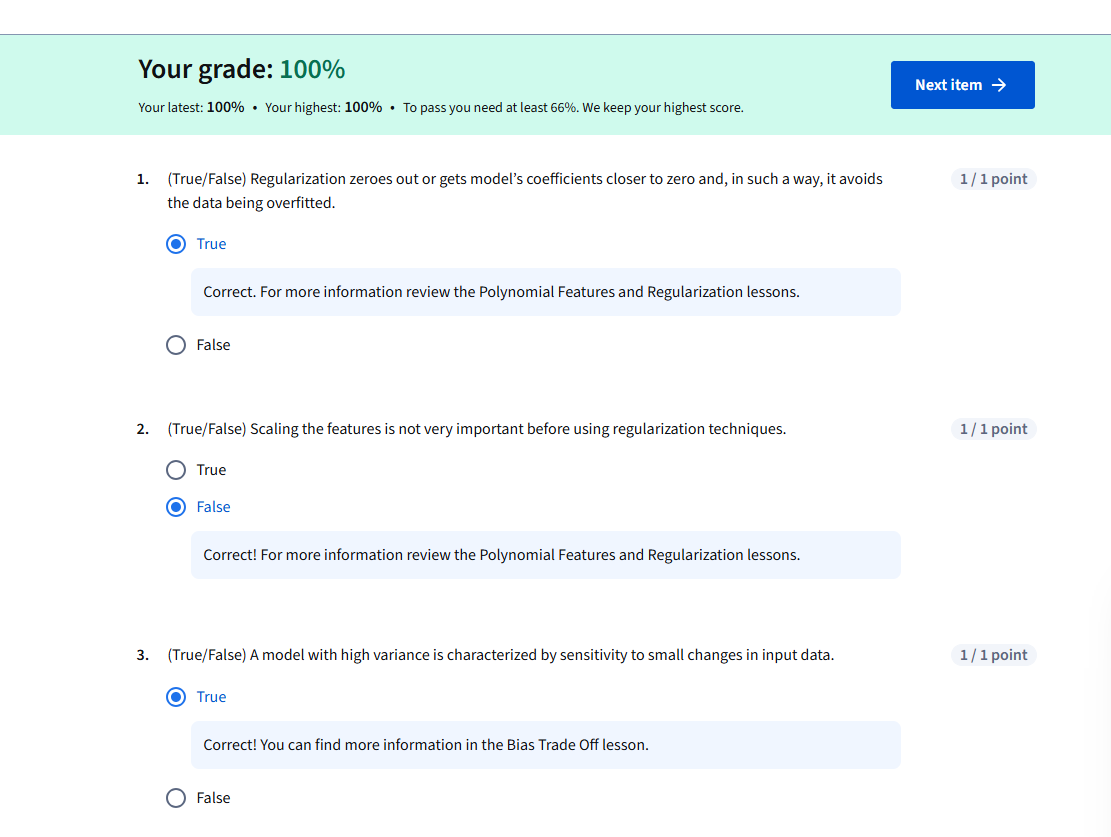 Your grade: 100%
Your latest: 100% • Your highest: 100% • To pass you need at least 66%. We keep your highest score.
Next item →
1. (True/False) Regularization zeroes out or gets model’s coefficients closer to zero and, in such a way, it avoids
the data being overfitted.
1 / 1 point
True
Correct. For more information review the Polynomial Features and Regularization lessons.
False
2. (True/False) Scaling the features is not very important before using regularization techniques.
1 / 1 point
True
False
Correct! For more information review the Polynomial Features and Regularization lessons.
3. (True/False) A model with high variance is characterized by sensitivity to small changes in input data.
1 / 1 point
True
Correct! You can find more information in the Bias Trade Off lesson.
False